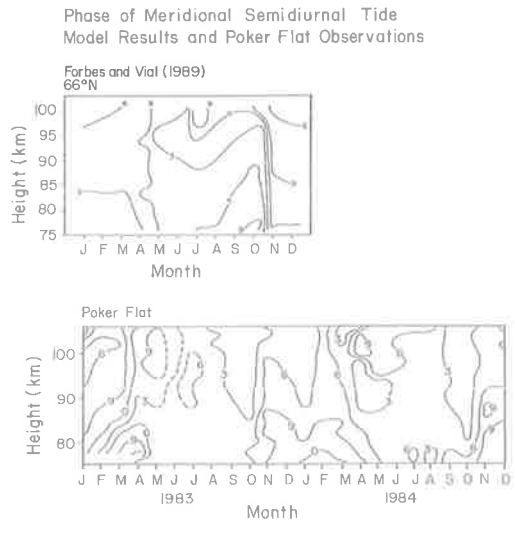 Phase of Meridional Semidiurnal Tide
Model Results and Poker Flat Observations
Forbes and Vial (1989)
66°N
100
95
90
85
80
75
Height (km)
J F M A M J J A S O N D
Month
Poker Flat
100
90
80
Height (km)
J F M A M J J A S O N D J F M A M J J A S O N D
1983 1984
Month